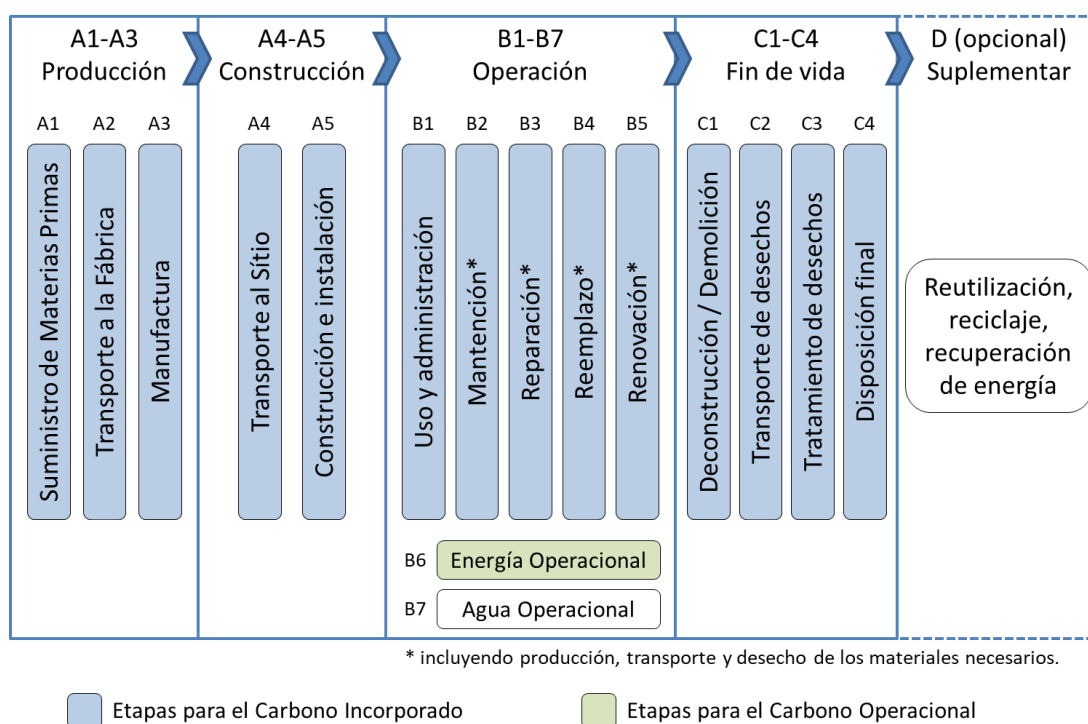 A1-A3
Producción
A4-A5
Construcción
B1-B7
Operación
C1-C4
Fin de vida
D (opcional)
Suplementar
A1
A2
A3
A4
A5
B1
B2
B3
B4
B5
C1
C2
C3
C4
Suministro de Materias Primas
Transporte a la Fábrica
Manufactura
Transporte al Sítio
Construcción e instalación
Uso y administración
Mantención*
Reparación*
Reemplazo*
Renovación*
Deconstrucción / Demolición
Transporte de desechos
Tratamiento de desechos
Disposición final
Reutilización,
reciclaje,
recuperación
de energía
B6
Energía Operacional
B7
Agua Operacional
* incluyendo producción, transporte y desecho de los materiales necesarios.
Etapas para el Carbono Incorporado
Etapas para el Carbono Operacional